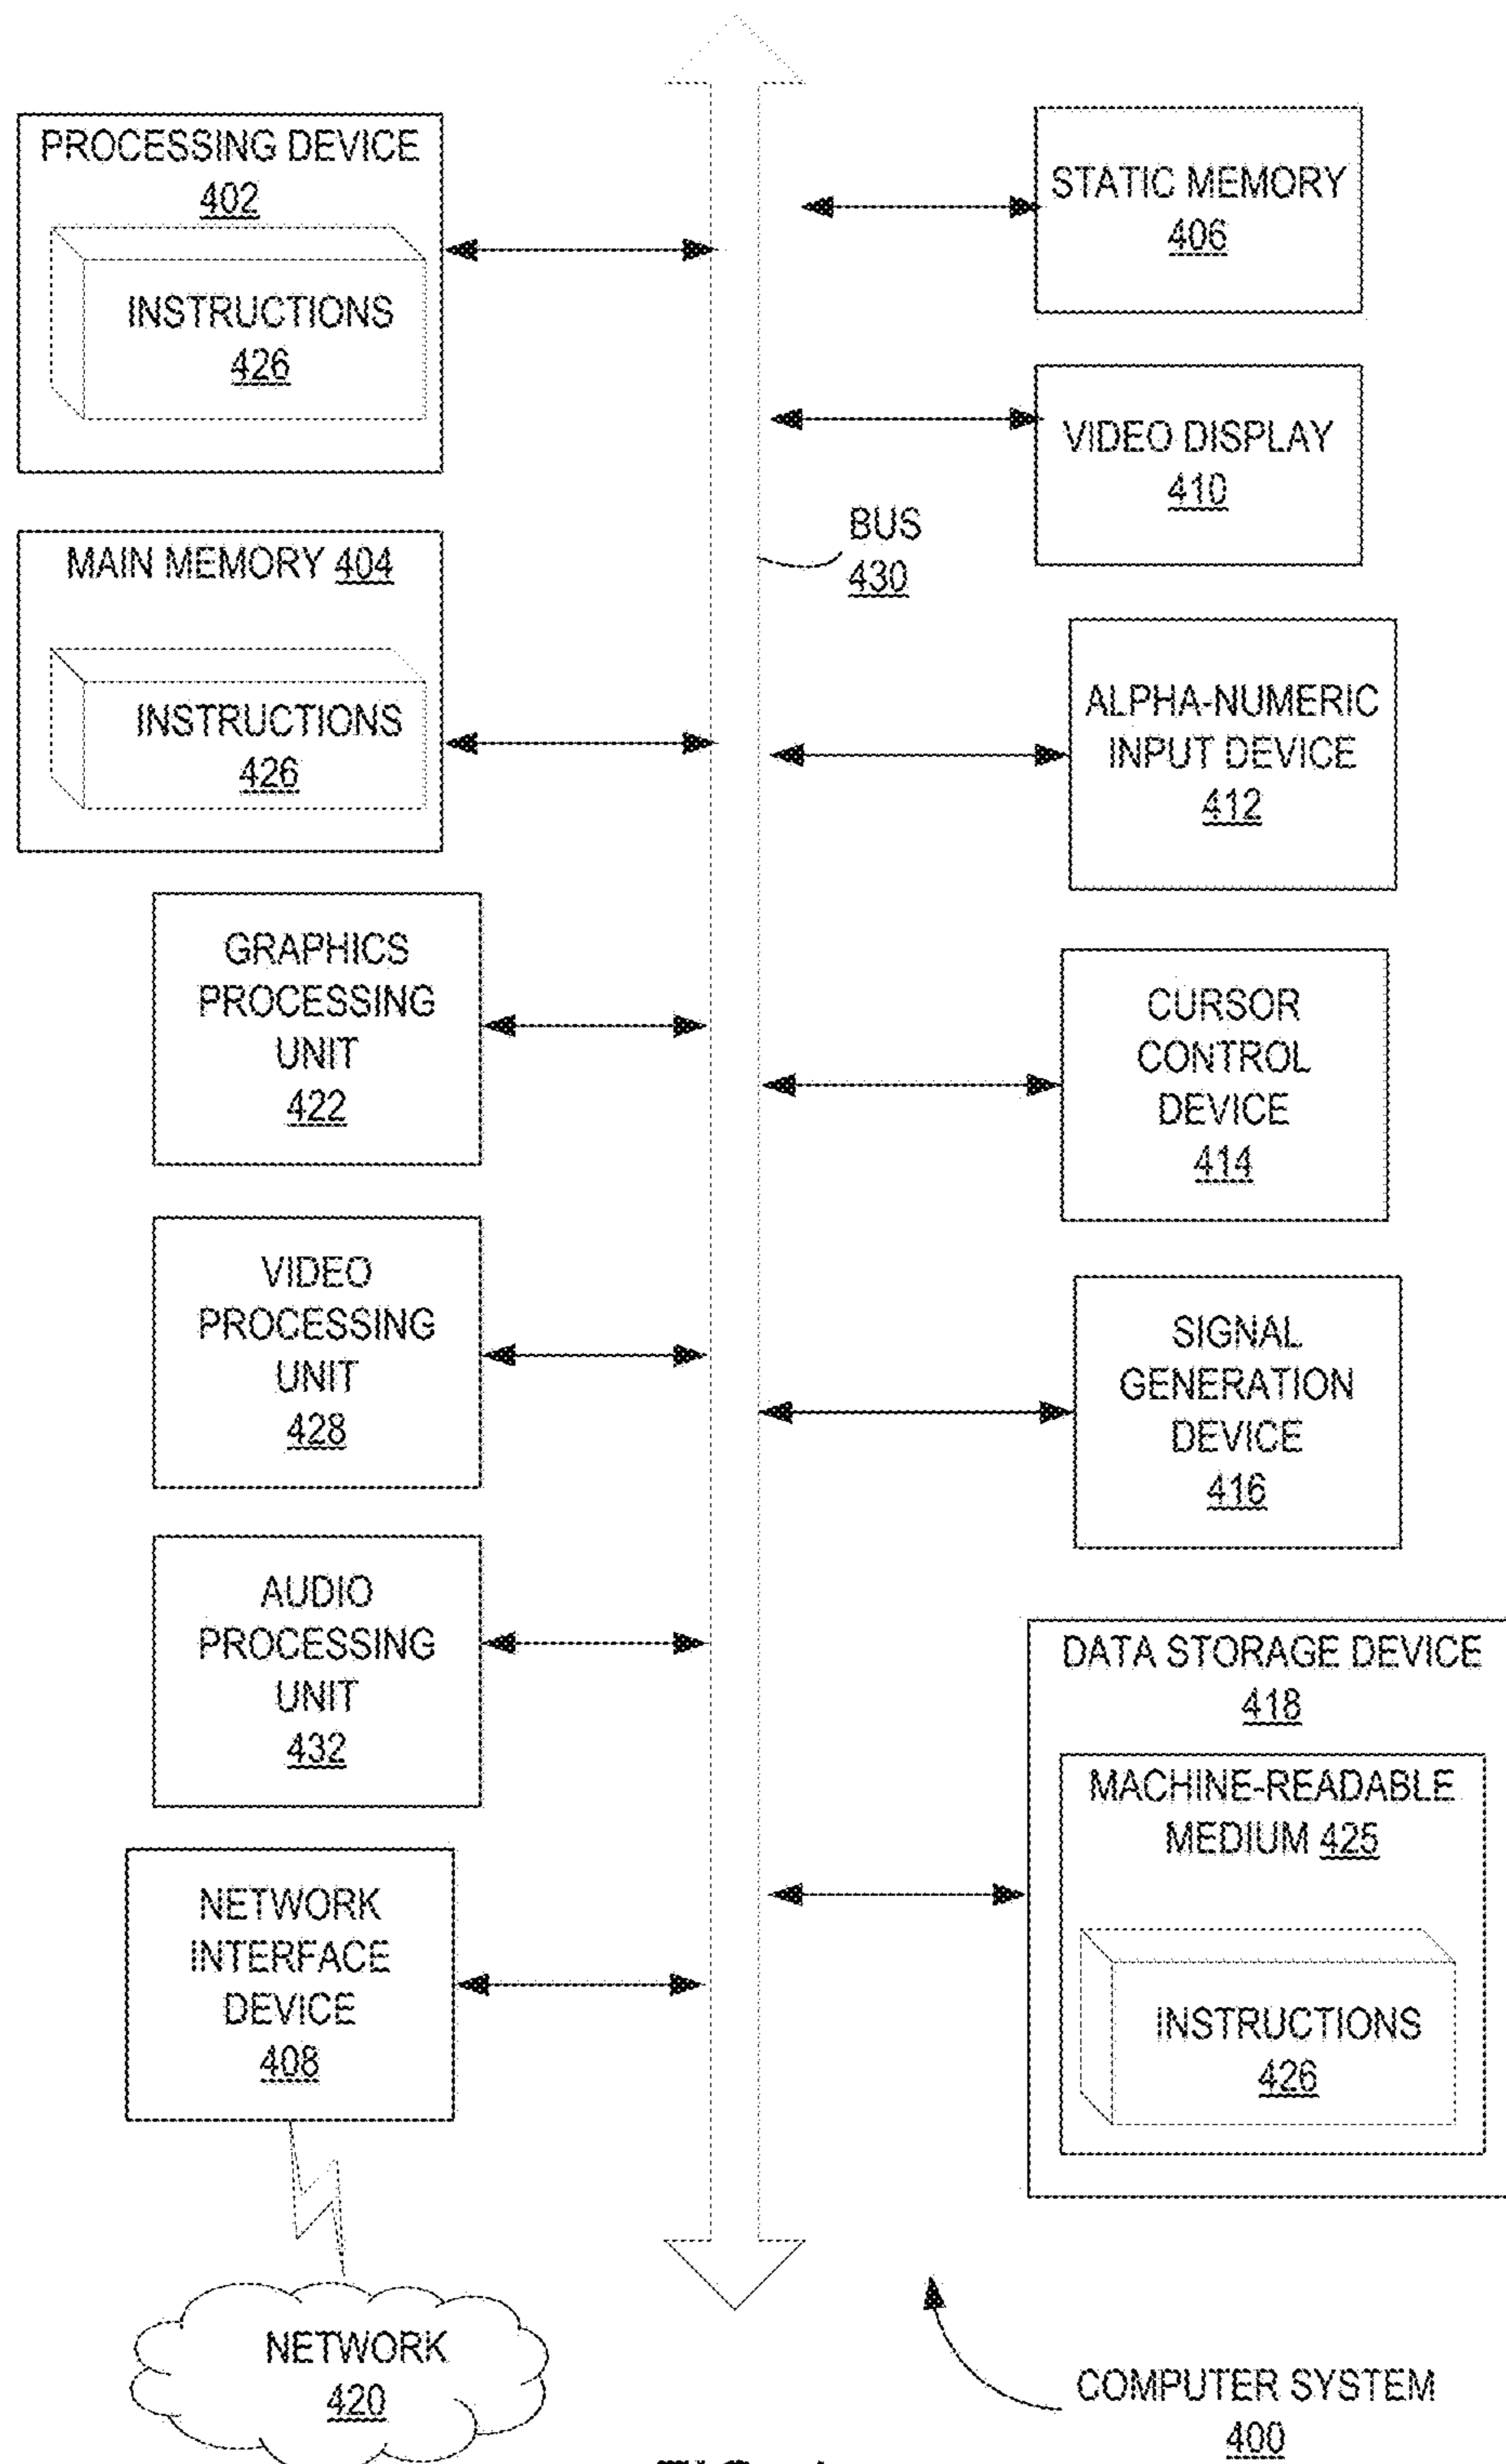 PROCESSING DEVICE
402
INSTRUCTIONS
426
MAIN MEMORY 404
INSTRUCTIONS
426
GRAPHICS
PROCESSING
UNIT
422
VIDEO
PROCESSING
UNIT
428
AUDIO
PROCESSING
UNIT
432
NETWORK
INTERFACE
DEVICE
408
NETWORK
420
BUS
430
STATIC MEMORY
406
VIDEO DISPLAY
410
ALPHA-NUMERIC
INPUT DEVICE
412
CURSOR
CONTROL
DEVICE
414
SIGNAL
GENERATION
DEVICE
416
DATA STORAGE DEVICE
418
MACHINE-READABLE
MEDIUM 425
INSTRUCTIONS
426
COMPUTER SYSTEM
400